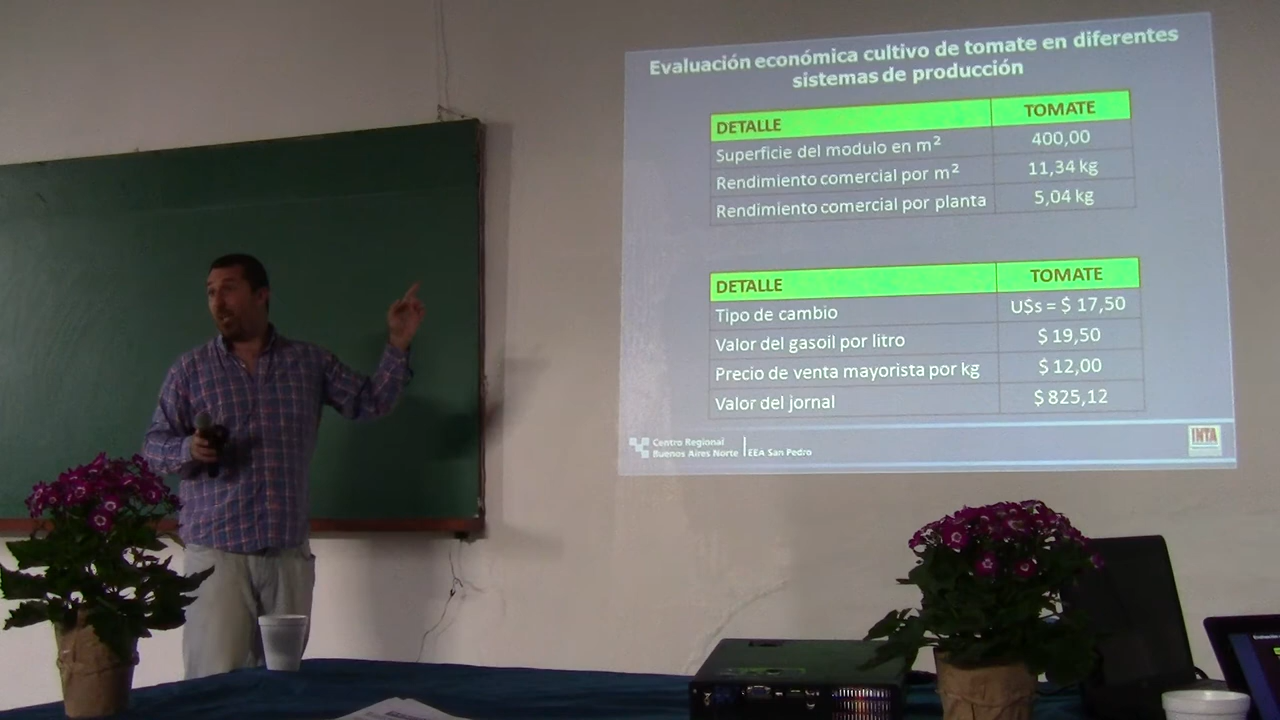 Evaluación económica cultivo de tomate en diferentes
sistemas de producción
DETALLE TOMATE
Superficie del modulo en m² 400,00
Rendimiento comercial por m² 11,34 kg
Rendimiento comercial por planta 5,04 kg
DETALLE TOMATE
Tipo de cambio U$s = $ 17,50
Valor del gasoil por litro $ 19,50
Precio de venta mayorista por kg $ 12,00
Valor del jornal $ 825,12
Centro Regional
Buenos Aires Norte EEA San Pedro
INTA